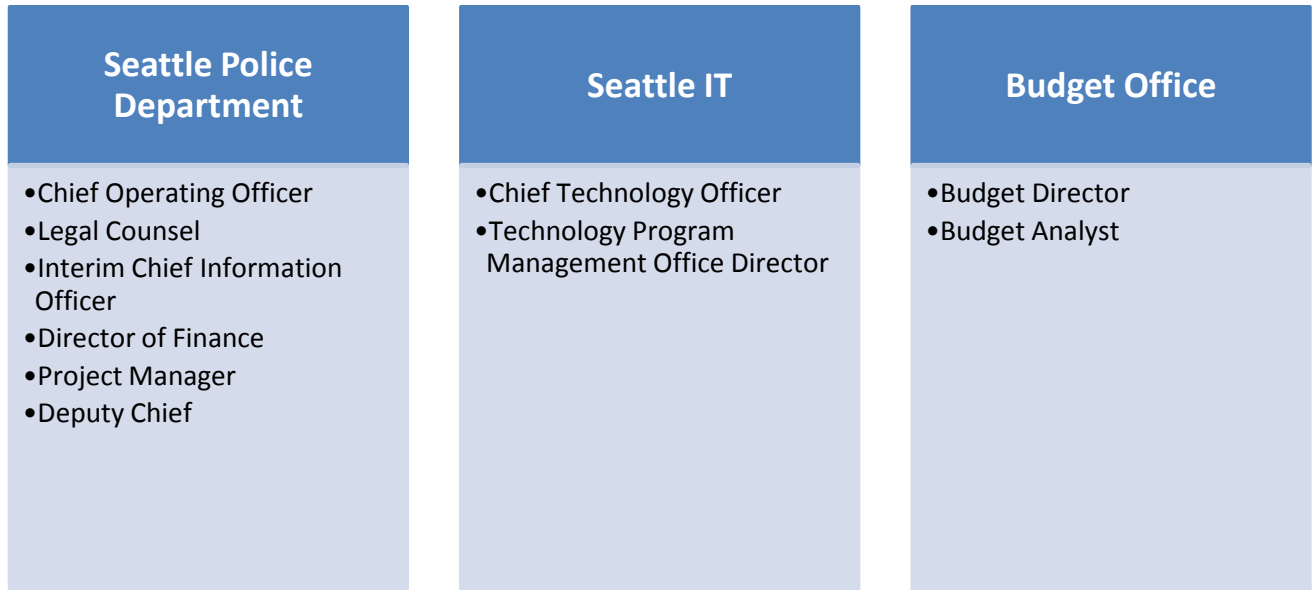 Seattle Police
Department
•Chief Operating Officer
•Legal Counsel
•Interim Chief Information
Officer
•Director of Finance
•Project Manager
•Deputy Chief
Seattle IT
•Chief Technology Officer
•Technology Program
Management Office Director
Budget Office
•Budget Director
•Budget Analyst